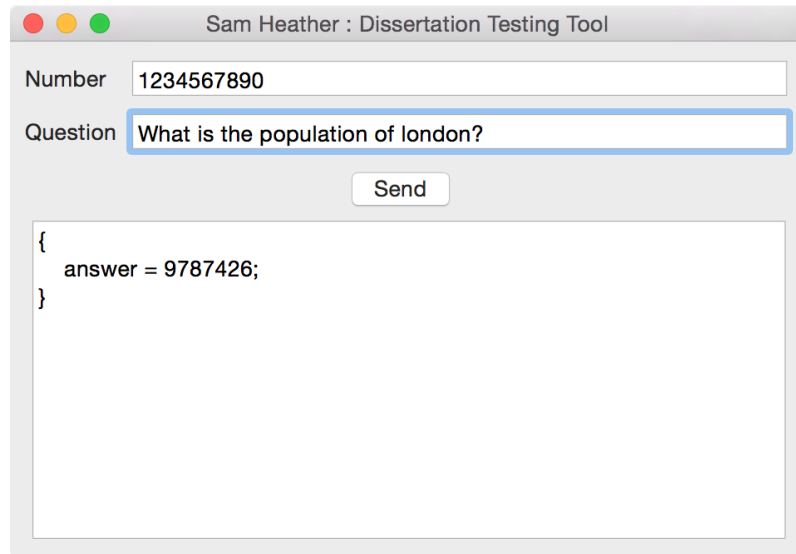 Sam Heather : Dissertation Testing Tool
Number 1234567890
Question What is the population of london?
Send
{
answer = 9787426;
}